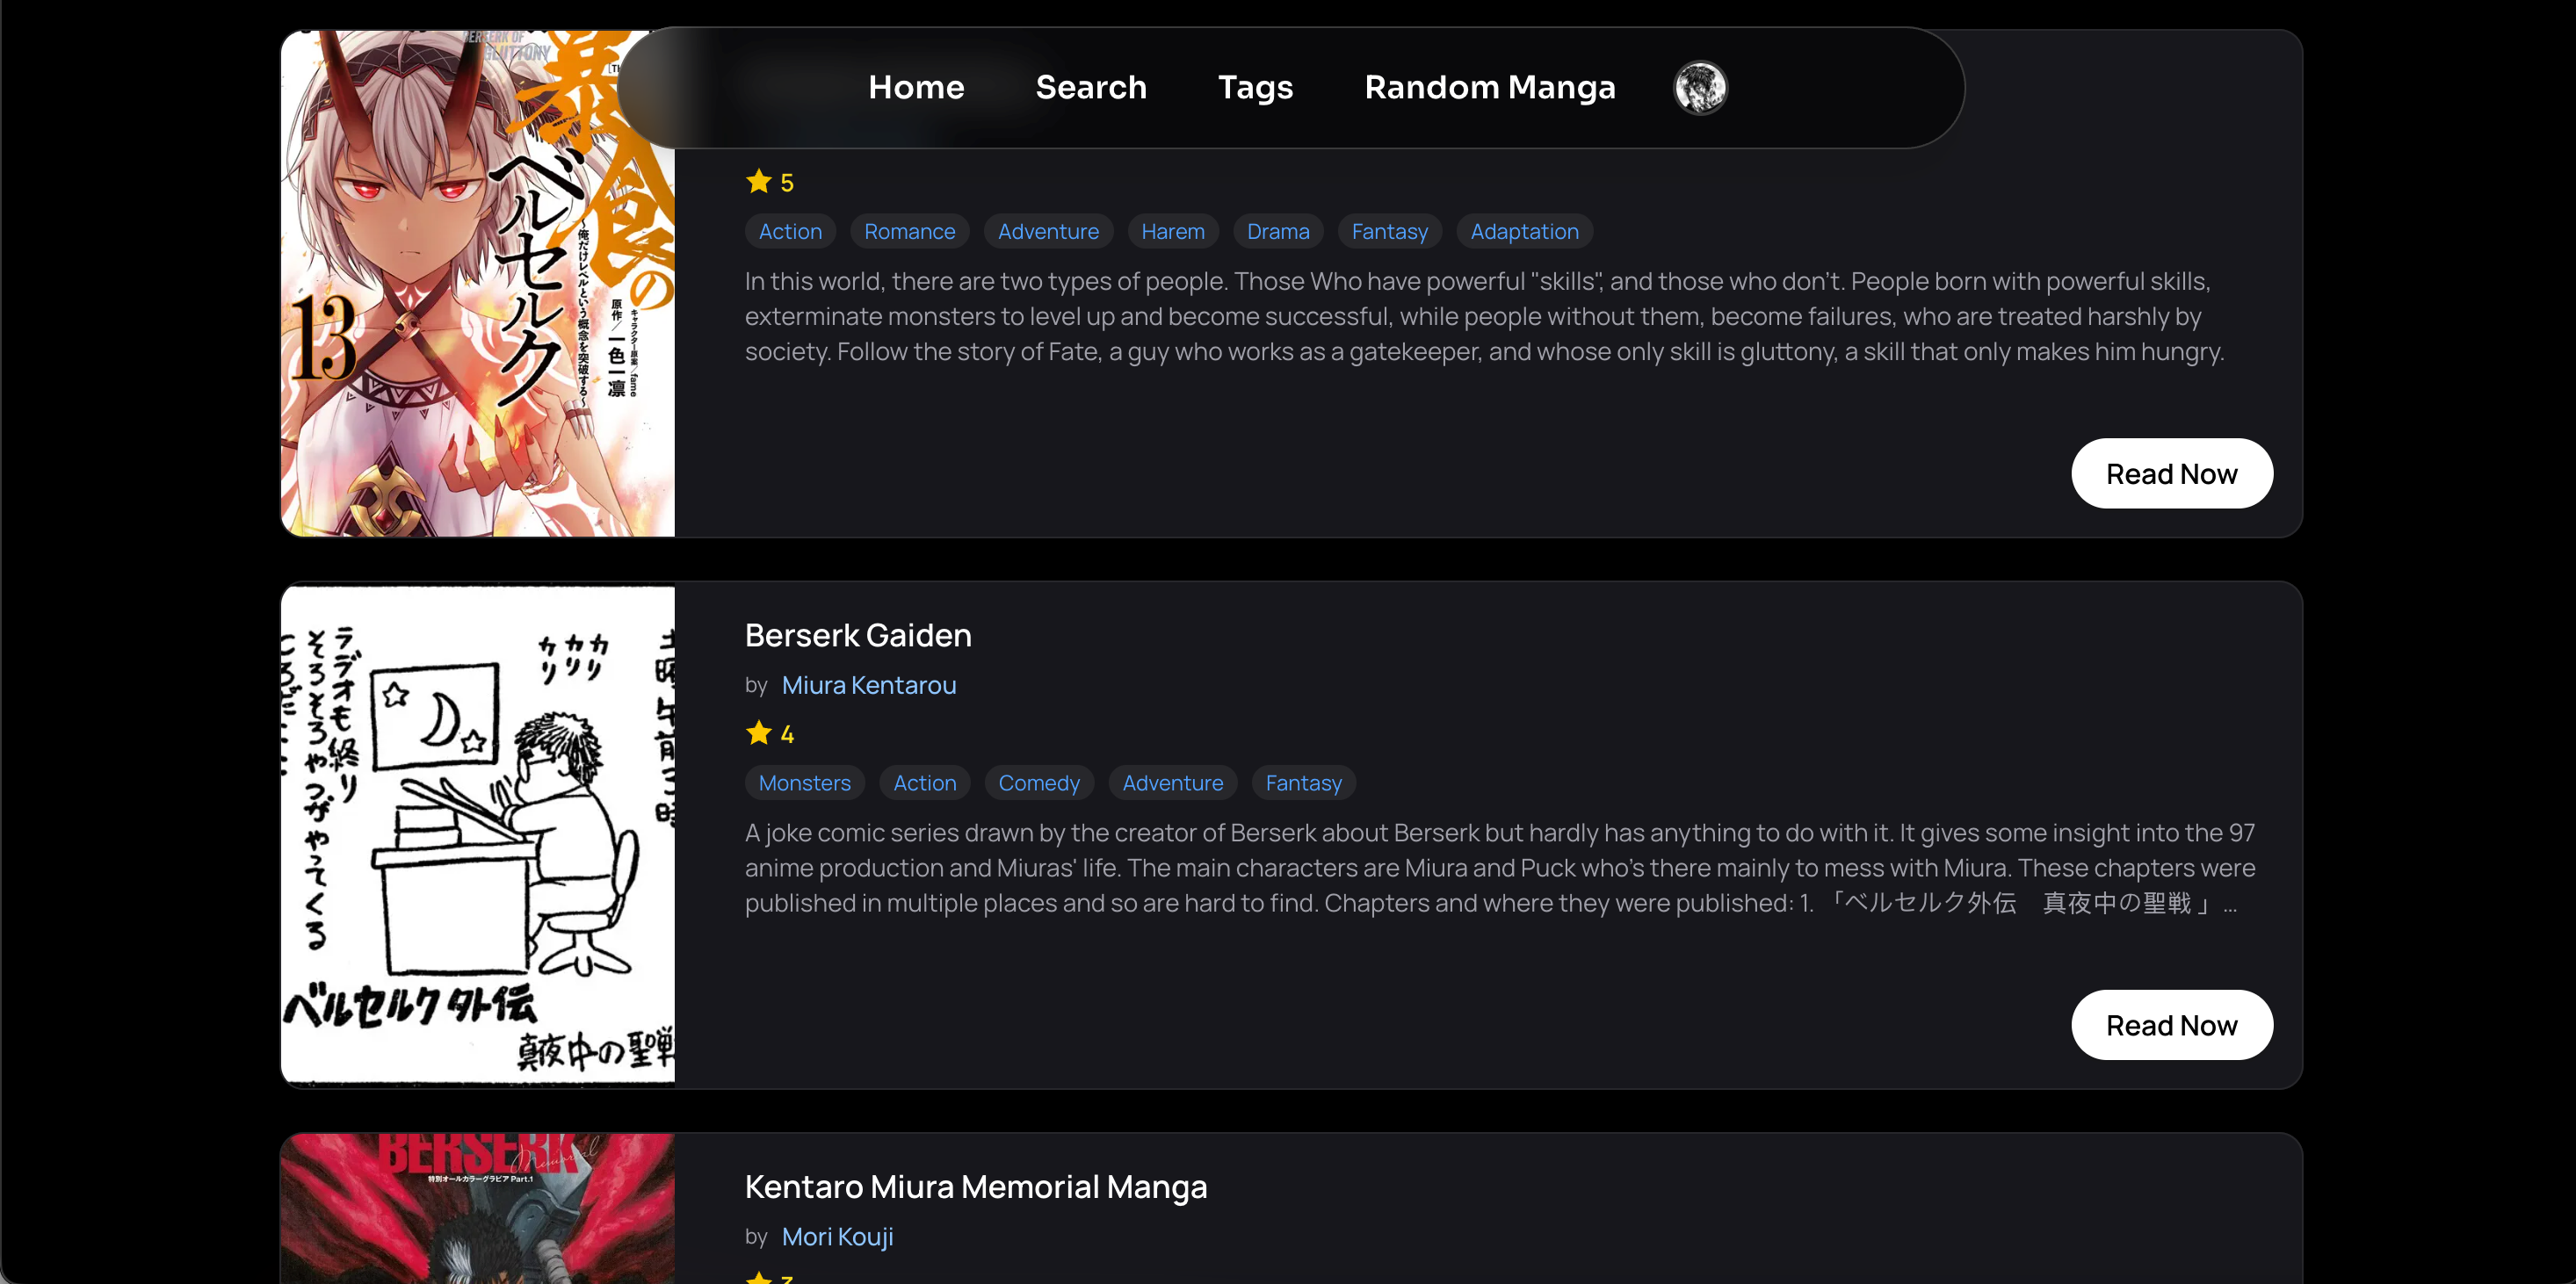 Home Search Tags Random Manga
BERSERK OF
GLUTTONY
暴食の
ベルセルク
~俺だけレベルという概念を突破する~
原作/一色一凛
キャラクター原案/fame
13
5
Action Romance Adventure Harem Drama Fantasy Adaptation
In this world, there are two types of people. Those Who have powerful "skills", and those who don't. People born with powerful skills,
exterminate monsters to level up and become successful, while people without them, become failures, who are treated harshly by
society. Follow the story of Fate, a guy who works as a gatekeeper, and whose only skill is gluttony, a skill that only makes him hungry.
Read Now
カリ
カリ
カリ
ラヂオも終り
そろそろやつがやってくる
ベルセルク外伝
真夜中の聖戦
Berserk Gaiden
by Miura Kentarou
4
Monsters Action Comedy Adventure Fantasy
A joke comic series drawn by the creator of Berserk about Berserk but hardly has anything to do with it. It gives some insight into the 97
anime production and Miuras' life. The main characters are Miura and Puck who's there mainly to mess with Miura. These chapters were
published in multiple places and so are hard to find. Chapters and where they were published: 1. 「ベルセルク外伝　真夜中の聖戦 」...
Read Now
BERSERK
Memorial
特別オールカラーグラビア Part.1
Kentaro Miura Memorial Manga
by Mori Kouji